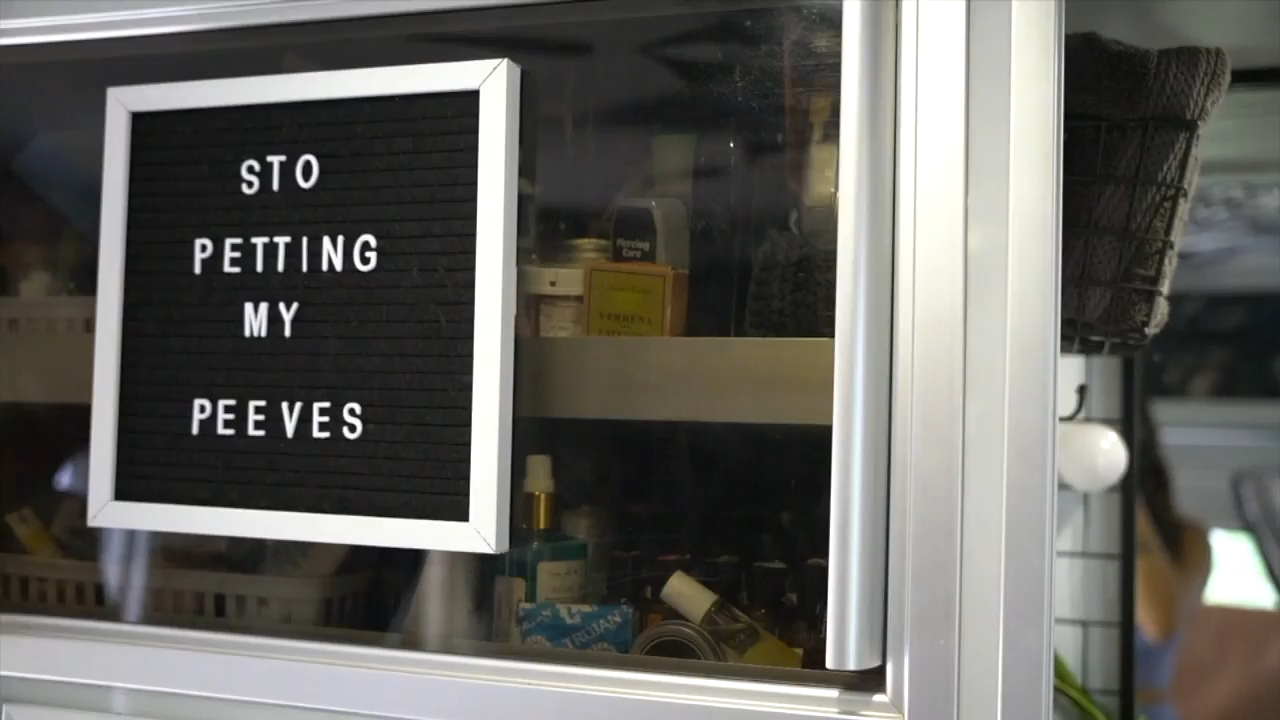 STO
PETTING
MY
PEEVES
Piercing
Care
VERBENA
TROJAN